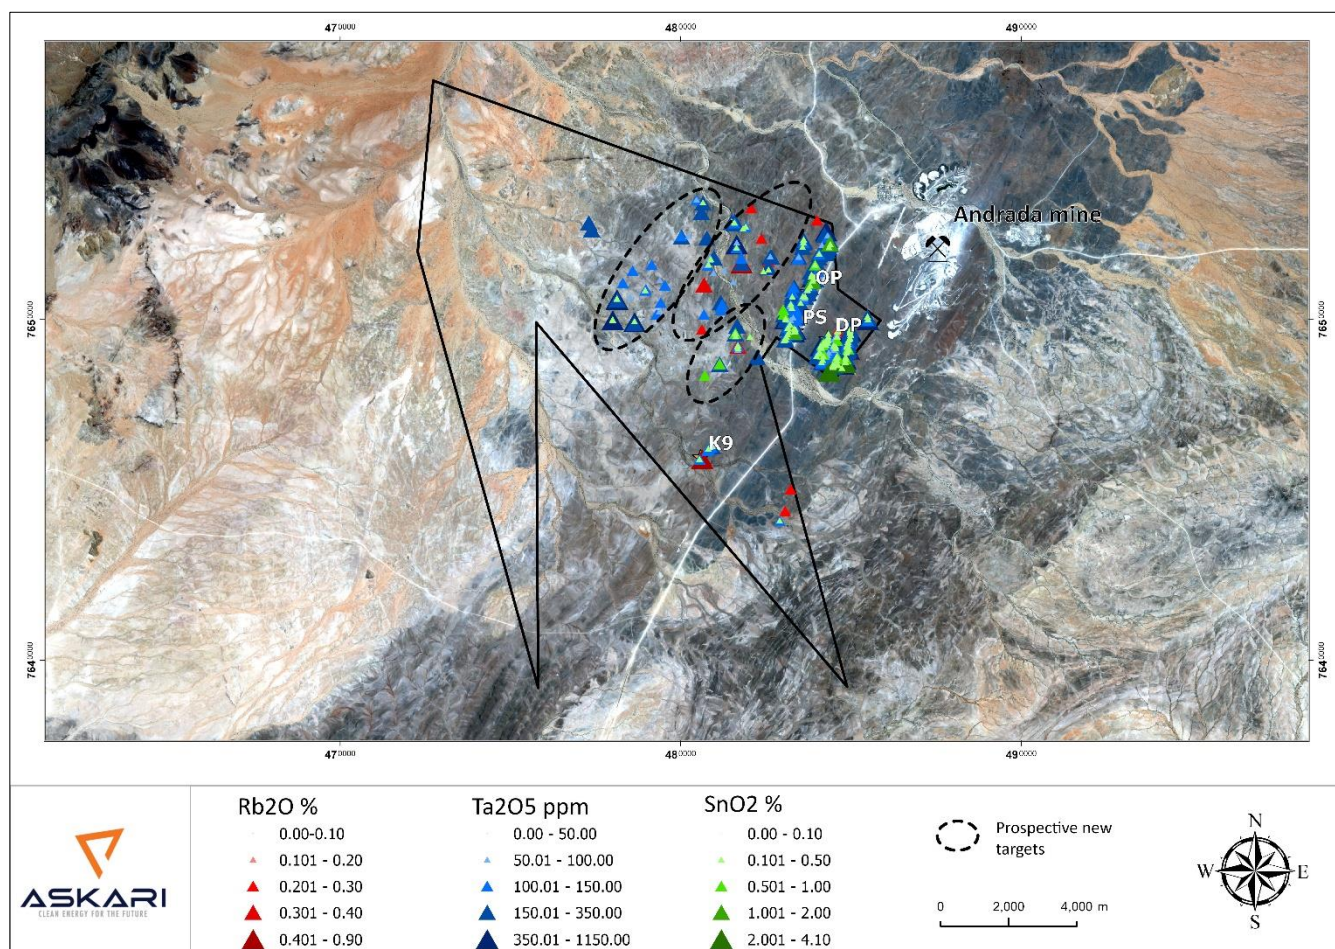 47⁰⁰⁰⁰ 48⁰⁰⁰⁰ 49⁰⁰⁰⁰
Andrada mine
OP
765⁰⁰⁰⁰ PS DP 765⁰⁰⁰⁰
K9
764⁰⁰⁰⁰ 764⁰⁰⁰⁰
47⁰⁰⁰⁰ 48⁰⁰⁰⁰ 49⁰⁰⁰⁰
ASKARI
CLEAN ENERGY FOR THE FUTURE
Rb2O %
0.00-0.10
0.101 - 0.20
0.201 - 0.30
0.301 - 0.40
0.401 - 0.90
Ta2O5 ppm
0.00 - 50.00
50.01 - 100.00
100.01 - 150.00
150.01 - 350.00
350.01 - 1150.00
SnO2 %
0.00 - 0.10
0.101 - 0.50
0.501 - 1.00
1.001 - 2.00
2.001 - 4.10
Prospective new
targets
0 2,000 4,000 m
N
W E
S